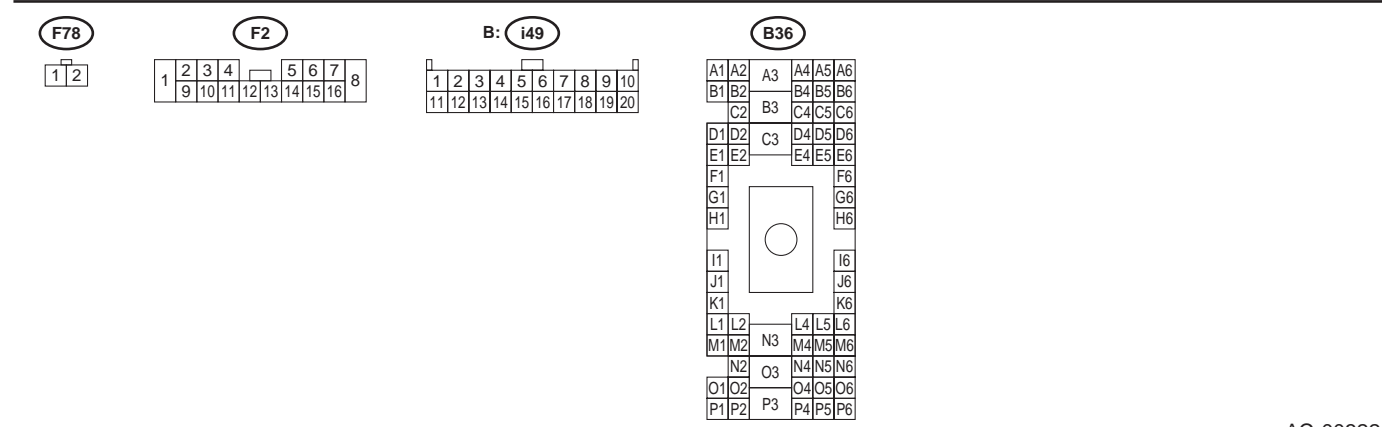 F78 F2 B: i49 B36
1 2
1 2 3 4 5 6 7 8
9 10 11 12 13 14 15 16
1 2 3 4 5 6 7 8 9 10
11 12 13 14 15 16 17 18 19 20
A1 A2 A3 A4 A5 A6
B1 B2 B3 B4 B5 B6
C2 C3 C4 C5 C6
D1 D2 D4 D5 D6
E1 E2 E4 E5 E6
F1 F6
G1 G6
H1 H6
I1 I6
J1 J6
K1 K6
L1 L2 L4 L5 L6
M1 M2 N3 M4 M5 M6
N2 O3 N4 N5 N6
O1 O2 O4 O5 O6
P1 P2 P3 P4 P5 P6